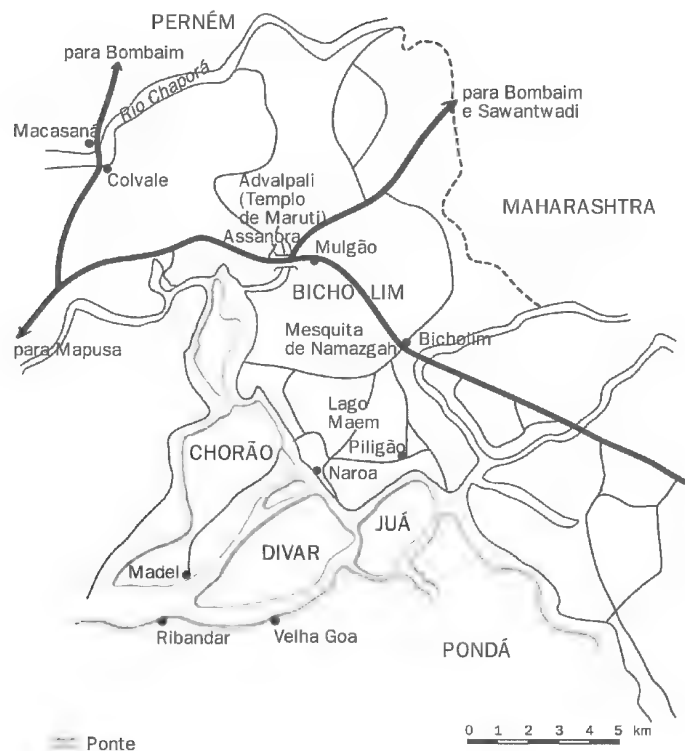 PERNÉM
para Bombaim
Rio Chaporá
para Bombaim
e Sawantwadi
Macasaná
Colvale
Advalpali
(Templo
de Maruti)
Assanora
MAHARASHTRA
Mulgão
BICHOLIM
Mesquita
de Namazgah
Bicholim
para Mapusa
Lago
Maem
CHORÃO
Piligão
Naroa
JUÁ
DIVAR
Madel
Ribandar
Velha Goa
PONDÁ
0 1 2 3 4 5 km
Ponte